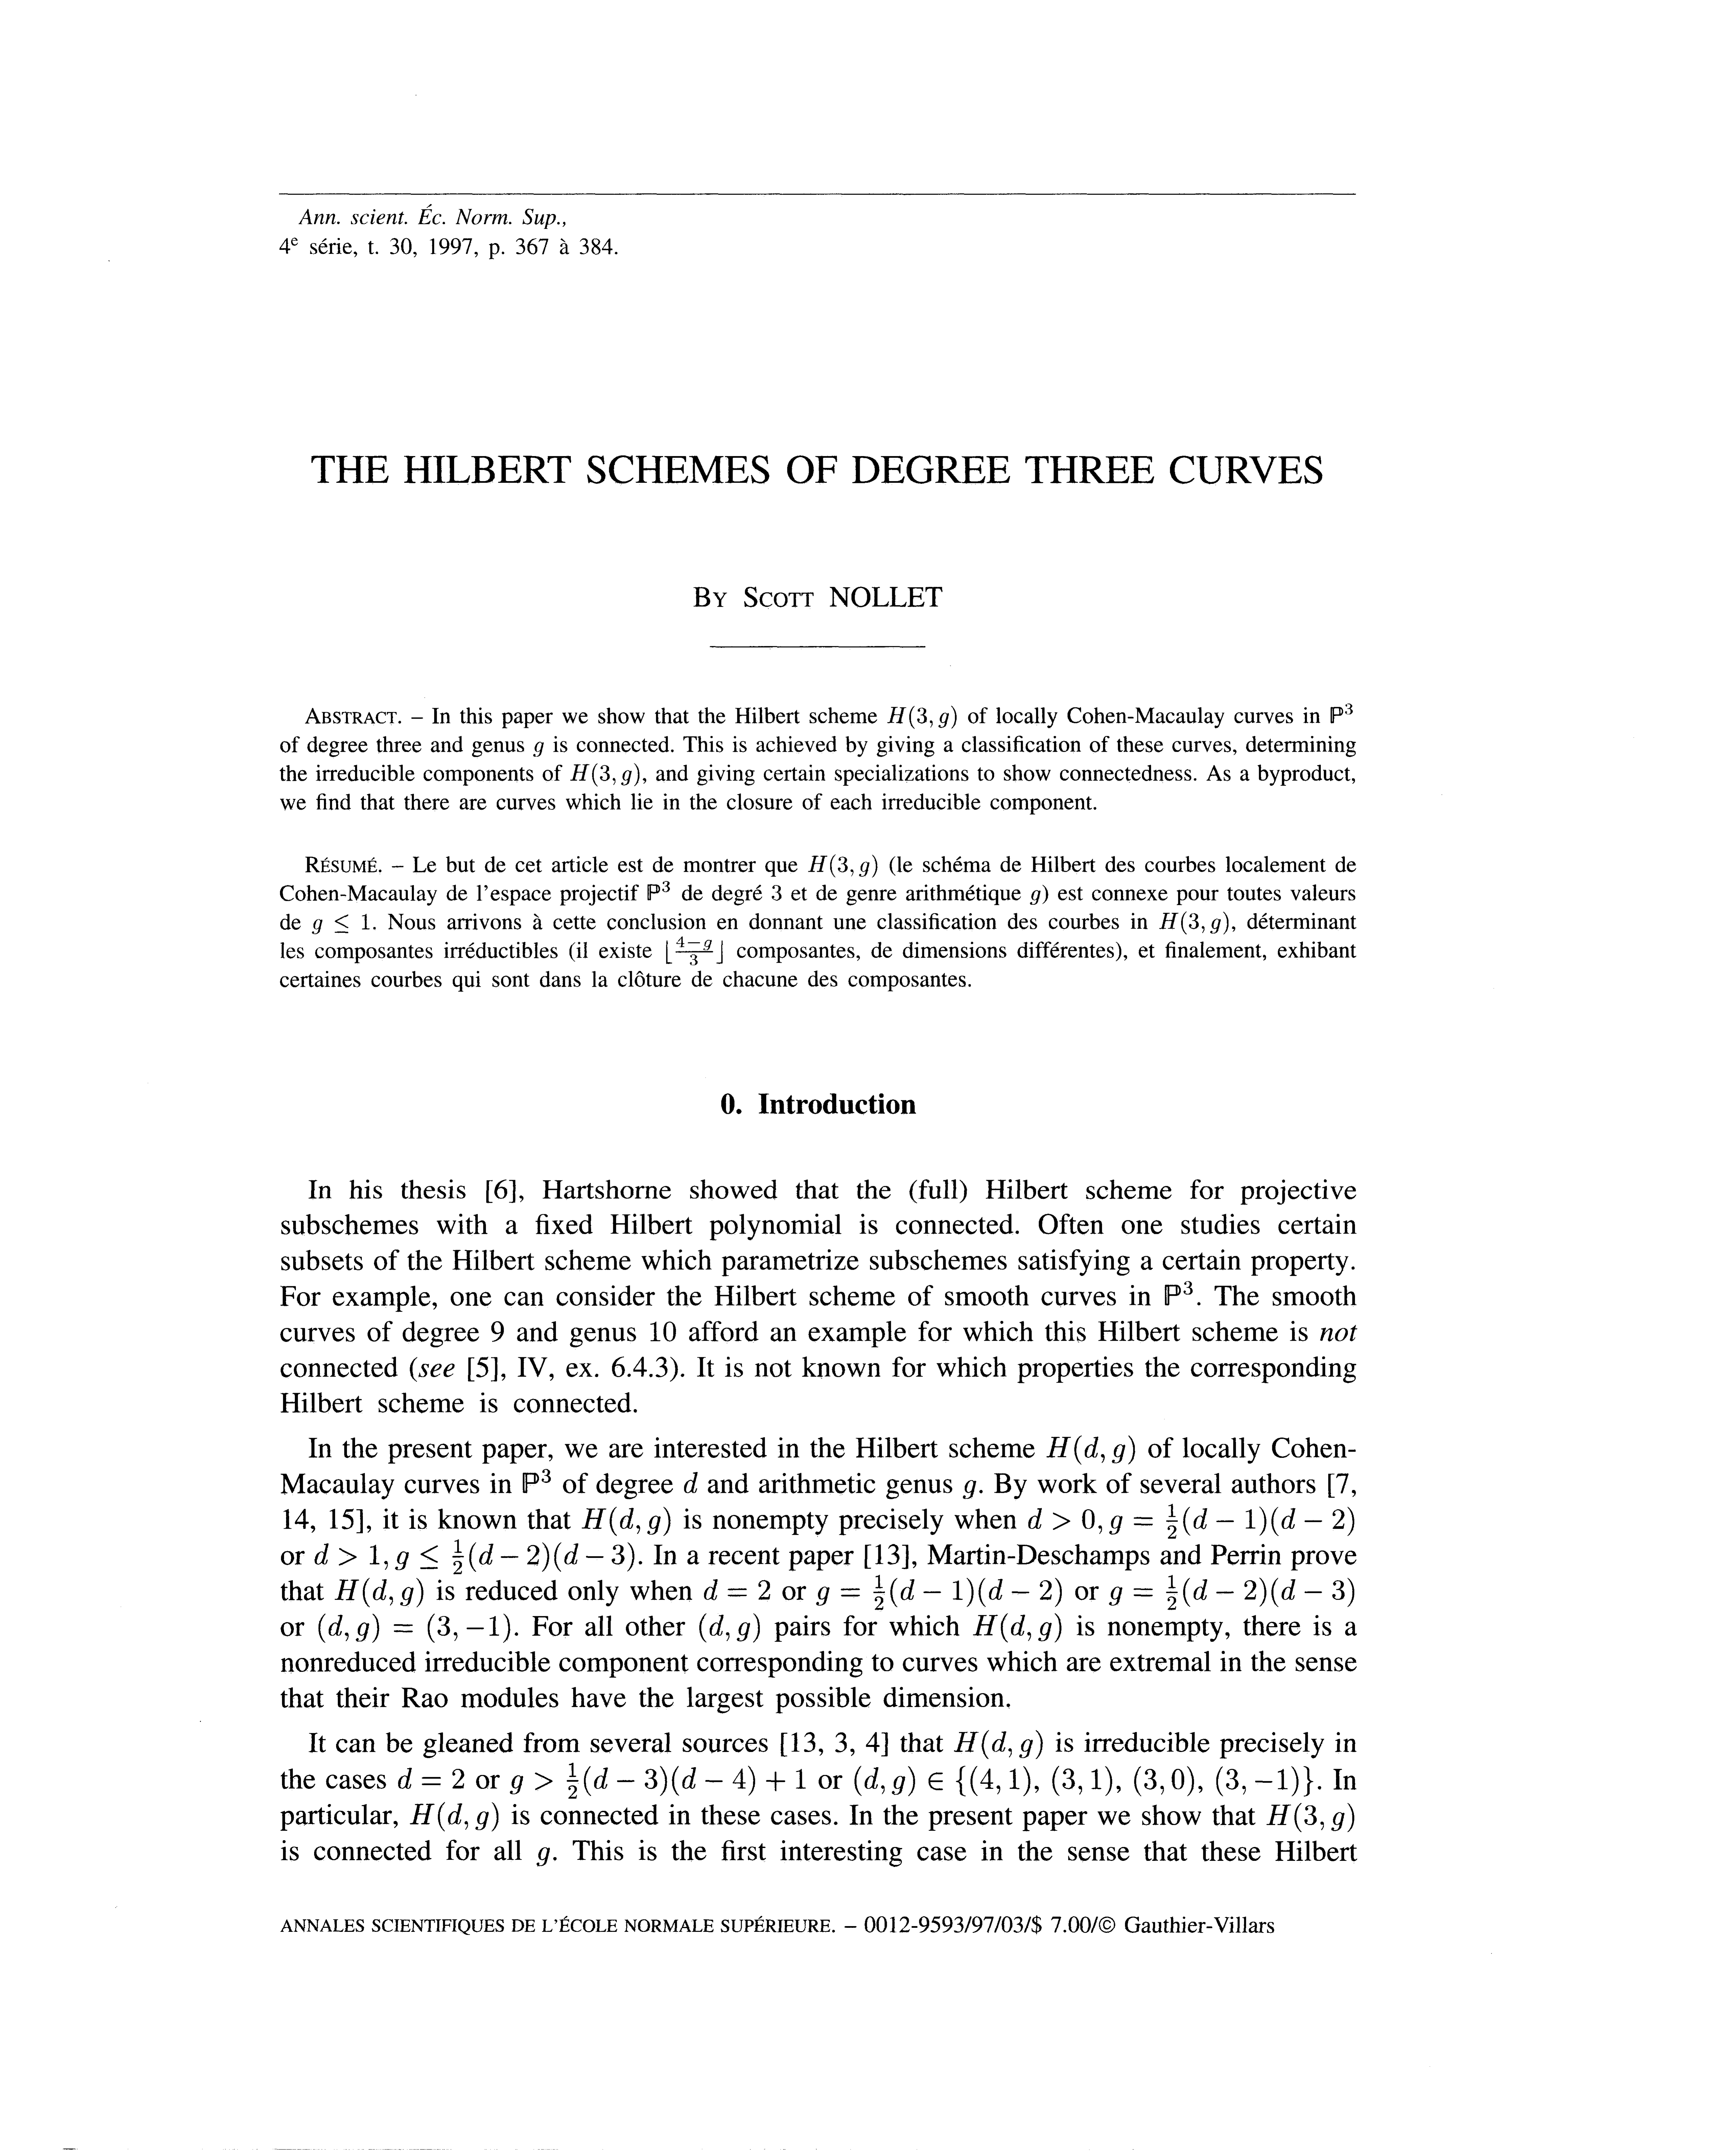 Ann. scient. Éc. Norm. Sup.,
4e série, t. 30, 1997, p. 367 à 384.
THE HILBERT SCHEMES OF DEGREE THREE CURVES
BY SCOTT NOLLET
ABSTRACT. – In this paper we show that the Hilbert scheme H(3, g) of locally Cohen-Macaulay curves in ℙ³
of degree three and genus g is connected. This is achieved by giving a classification of these curves, determining
the irreducible components of H(3, g), and giving certain specializations to show connectedness. As a byproduct,
we find that there are curves which lie in the closure of each irreducible component.
RÉSUMÉ. – Le but de cet article est de montrer que H(3, g) (le schéma de Hilbert des courbes localement de
Cohen-Macaulay de l'espace projectif ℙ³ de degré 3 et de genre arithmétique g) est connexe pour toutes valeurs
de g ≤ 1. Nous arrivons à cette conclusion en donnant une classification des courbes in H(3, g), déterminant
les composantes irréductibles (il existe ⌊(4−g)/3⌋ composantes, de dimensions différentes), et finalement, exhibant
certaines courbes qui sont dans la clôture de chacune des composantes.
0. Introduction
In his thesis [6], Hartshorne showed that the (full) Hilbert scheme for projective
subschemes with a fixed Hilbert polynomial is connected. Often one studies certain
subsets of the Hilbert scheme which parametrize subschemes satisfying a certain property.
For example, one can consider the Hilbert scheme of smooth curves in ℙ³. The smooth
curves of degree 9 and genus 10 afford an example for which this Hilbert scheme is not
connected (see [5], IV, ex. 6.4.3). It is not known for which properties the corresponding
Hilbert scheme is connected.
In the present paper, we are interested in the Hilbert scheme H(d, g) of locally Cohen-
Macaulay curves in ℙ³ of degree d and arithmetic genus g. By work of several authors [7,
14, 15], it is known that H(d, g) is nonempty precisely when d > 0, g = ½(d − 1)(d − 2)
or d > 1, g ≤ ½(d − 2)(d − 3). In a recent paper [13], Martin-Deschamps and Perrin prove
that H(d, g) is reduced only when d = 2 or g = ½(d − 1)(d − 2) or g = ½(d − 2)(d − 3)
or (d, g) = (3, −1). For all other (d, g) pairs for which H(d, g) is nonempty, there is a
nonreduced irreducible component corresponding to curves which are extremal in the sense
that their Rao modules have the largest possible dimension.
It can be gleaned from several sources [13, 3, 4] that H(d, g) is irreducible precisely in
the cases d = 2 or g > ½(d − 3)(d − 4) + 1 or (d, g) ∈ {(4, 1), (3, 1), (3, 0), (3, −1)}. In
particular, H(d, g) is connected in these cases. In the present paper we show that H(3, g)
is connected for all g. This is the first interesting case in the sense that these Hilbert
ANNALES SCIENTIFIQUES DE L'ÉCOLE NORMALE SUPÉRIEURE. – 0012-9593/97/03/$ 7.00/© Gauthier-Villars